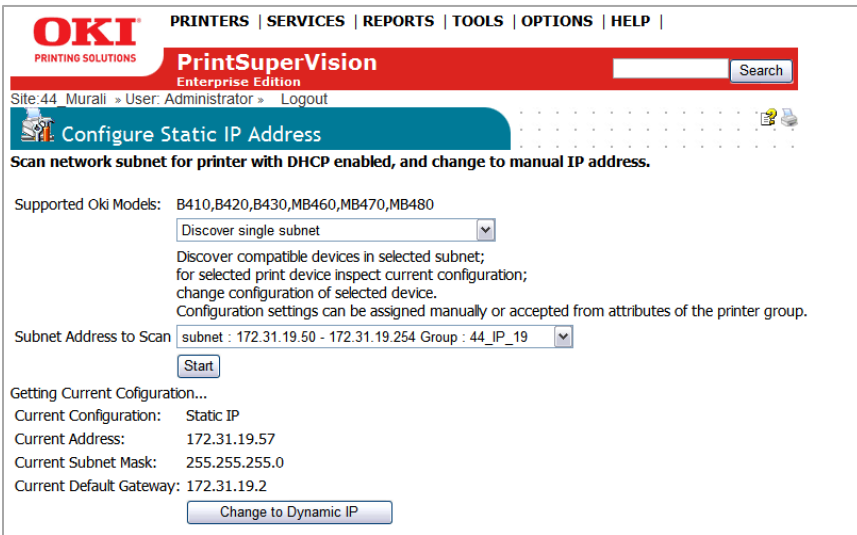 OKI
PRINTING SOLUTIONS
PRINTERS | SERVICES | REPORTS | TOOLS | OPTIONS | HELP |
PrintSuperVision
Enterprise Edition
Search
Site:44_Murali » User: Administrator » Logout
Configure Static IP Address
Scan network subnet for printer with DHCP enabled, and change to manual IP address.
Supported Oki Models: B410,B420,B430,MB460,MB470,MB480
Discover single subnet
Discover compatible devices in selected subnet;
for selected print device inspect current configuration;
change configuration of selected device.
Configuration settings can be assigned manually or accepted from attributes of the printer group.
Subnet Address to Scan subnet : 172.31.19.50 - 172.31.19.254 Group : 44_IP_19
Start
Getting Current Cofiguration...
Current Configuration: Static IP
Current Address: 172.31.19.57
Current Subnet Mask: 255.255.255.0
Current Default Gateway: 172.31.19.2
Change to Dynamic IP